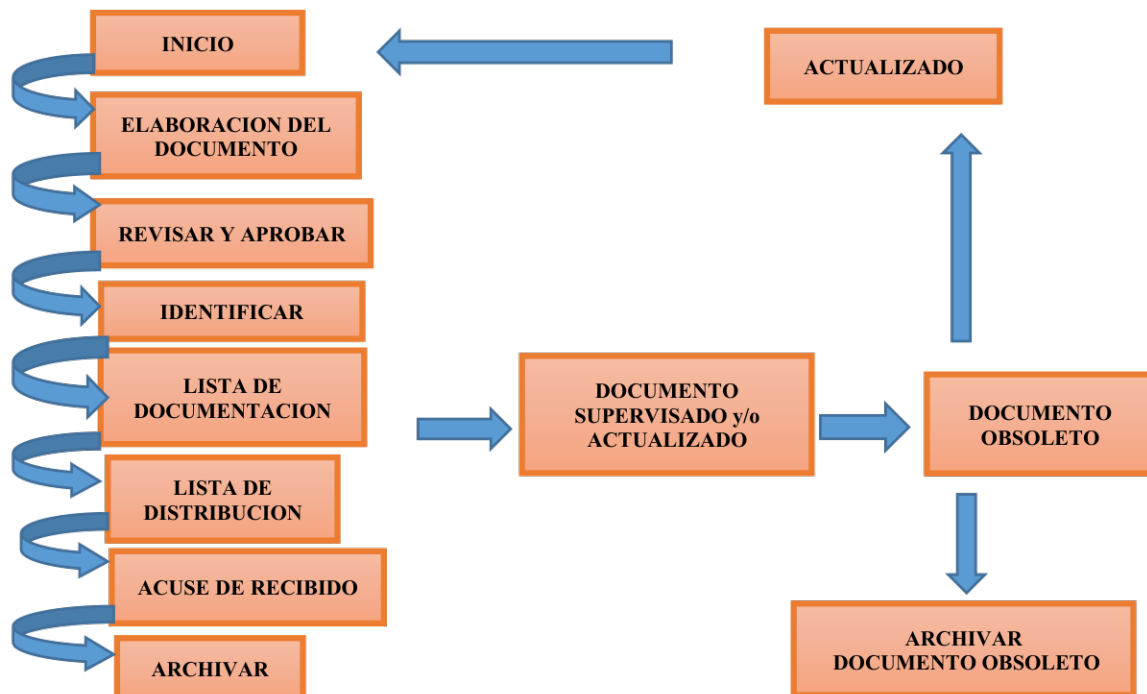 INICIO
ELABORACION DEL
DOCUMENTO
REVISAR Y APROBAR
IDENTIFICAR
LISTA DE
DOCUMENTACION
LISTA DE
DISTRIBUCION
ACUSE DE RECIBIDO
ARCHIVAR
DOCUMENTO
SUPERVISADO y/o
ACTUALIZADO
DOCUMENTO
OBSOLETO
ACTUALIZADO
ARCHIVAR
DOCUMENTO OBSOLETO